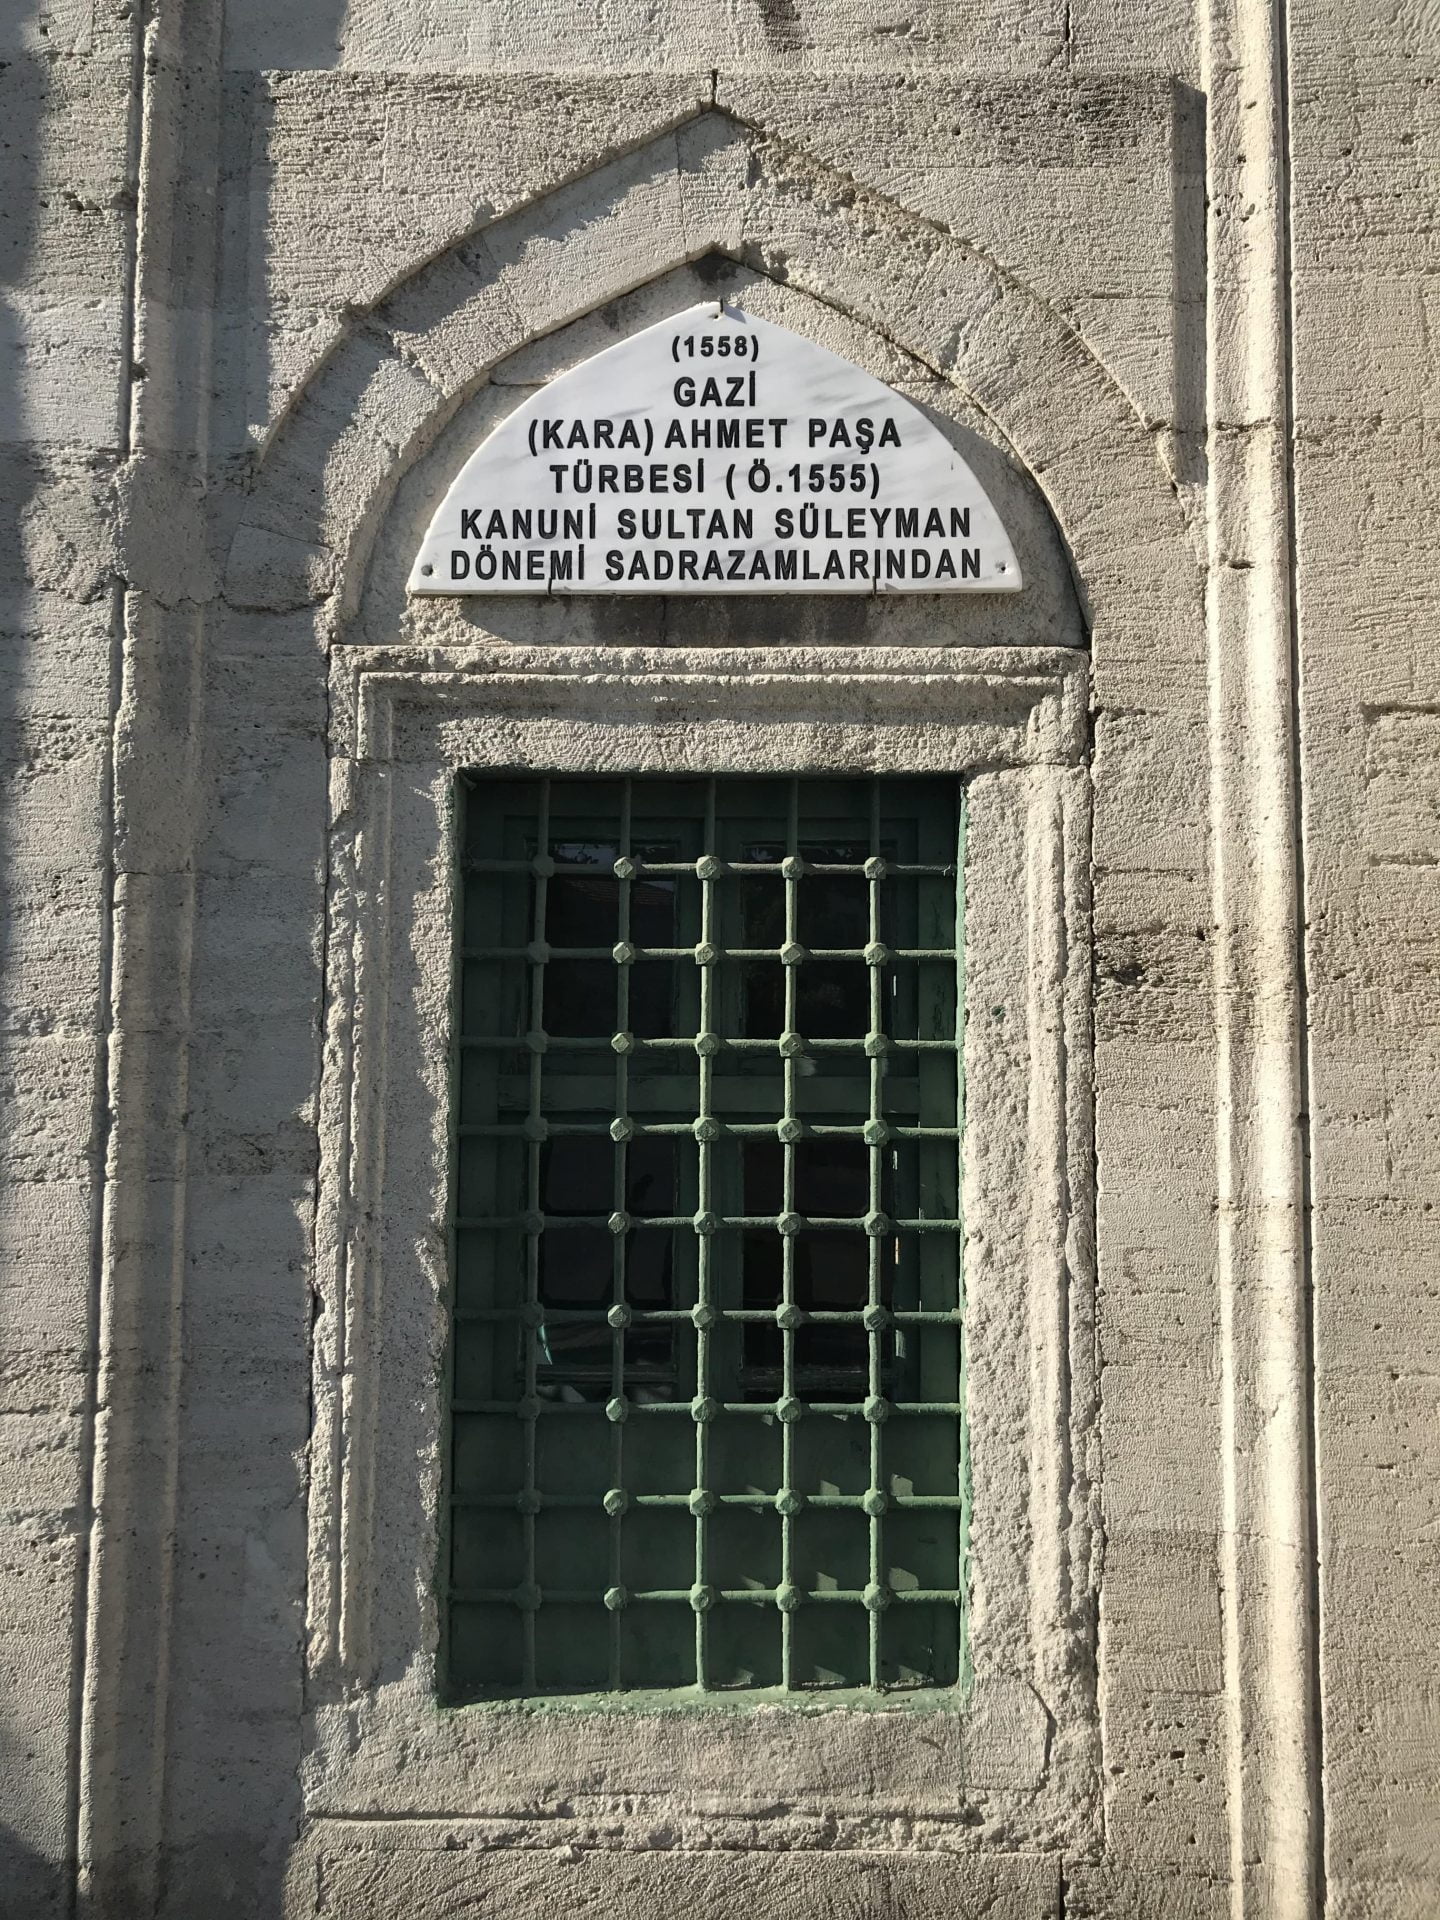 (1558)
GAZİ
(KARA) AHMET PAŞA
TÜRBESİ (Ö.1555)
KANUNİ SULTAN SÜLEYMAN
DÖNEMİ SADRAZAMLARINDAN